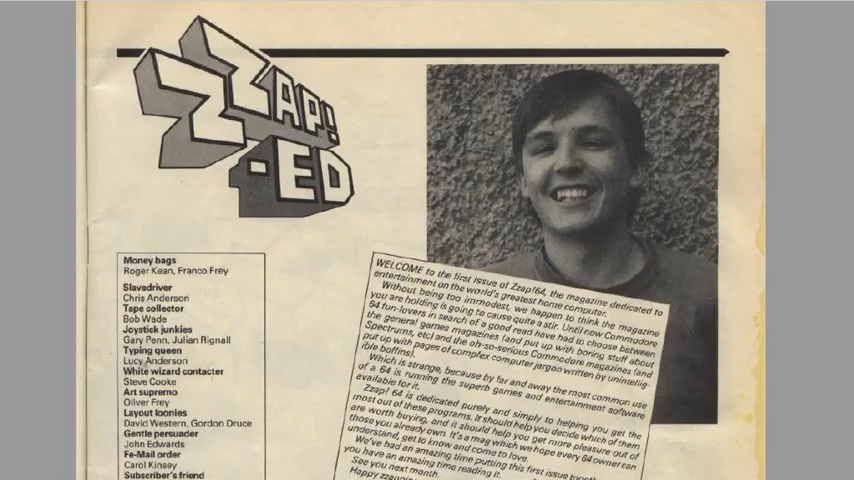 ZZAP!
-ED
Money bags
Roger Kean, Franco Frey
Slavedriver
Chris Anderson
Tape collector
Bob Wade
Joystick junkies
Gary Penn, Julian Rignall
Typing queen
Lucy Anderson
White wizard contacter
Steve Cooke
Art supremo
Oliver Frey
Layout loonies
David Western, Gordon Druce
Gentle persuader
John Edwards
Fe-Mail order
Carol Kinsey
Subscriber's friend
WELCOME to the first issue of Zzap!64, the magazine dedicated to
entertainment on the world's greatest home computer.
Without being too immodest, we happen to think the magazine
you are holding is going to cause quite a stir. Until now Commodore
64 fun-lovers in search of a good read have had to choose between
the general games magazines (and put up with boring stuff about
Spectrums, etc) and the oh-so-serious Commodore magazines (and
put up with pages of complex computer jargon written by unintellig-
ible boffins).
Which is strange, because by far and away the most common use
of a 64 is running the superb games and entertainment software
available for it.
Zzap! 64 is dedicated purely and simply to helping you get the
most out of these programs. It should help you decide which of them
are worth buying, and it should help you get more pleasure out of
those you already own. It's a mag which we hope every 64 owner can
understand, get to know and come to love.
We've had an amazing time putting this first issue
you have an amazing time reading it.
See you next month.
Happy